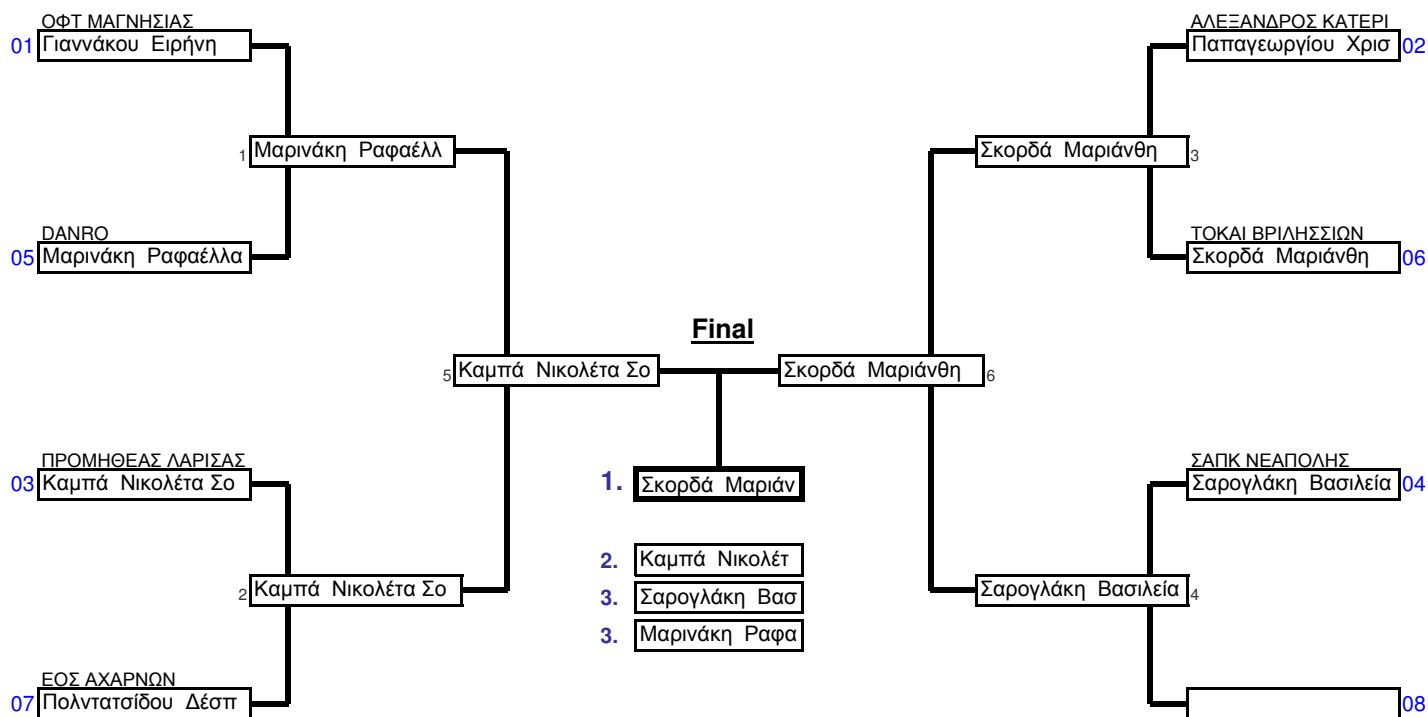 ΟΦΤ ΜΑΓΝΗΣΙΑΣ
01 Γιαννάκου Ειρήνη
ΑΛΕΞΑΝΔΡΟΣ ΚΑΤΕΡΙ
Παπαγεωργίου Χρισ 02
1 Μαρινάκη Ραφαέλλ
Σκορδά Μαριάνθη 3
DANRO
05 Μαρινάκη Ραφαέλλα
ΤΟΚΑΙ ΒΡΙΛΗΣΣΙΩΝ
Σκορδά Μαριάνθη 06
Final
5 Καμπά Νικολέτα Σο
Σκορδά Μαριάνθη 6
ΠΡΟΜΗΘΕΑΣ ΛΑΡΙΣΑΣ
03 Καμπά Νικολέτα Σο
1. Σκορδά Μαριάν
ΣΑΠΚ ΝΕΑΠΟΛΗΣ
Σαρογλάκη Βασιλεία 04
2. Καμπά Νικολέτ
3. Σαρογλάκη Βασ
3. Μαρινάκη Ραφα
2 Καμπά Νικολέτα Σο
Σαρογλάκη Βασιλεία 4
ΕΟΣ ΑΧΑΡΝΩΝ
07 Πολντατσίδου Δέσπ
08